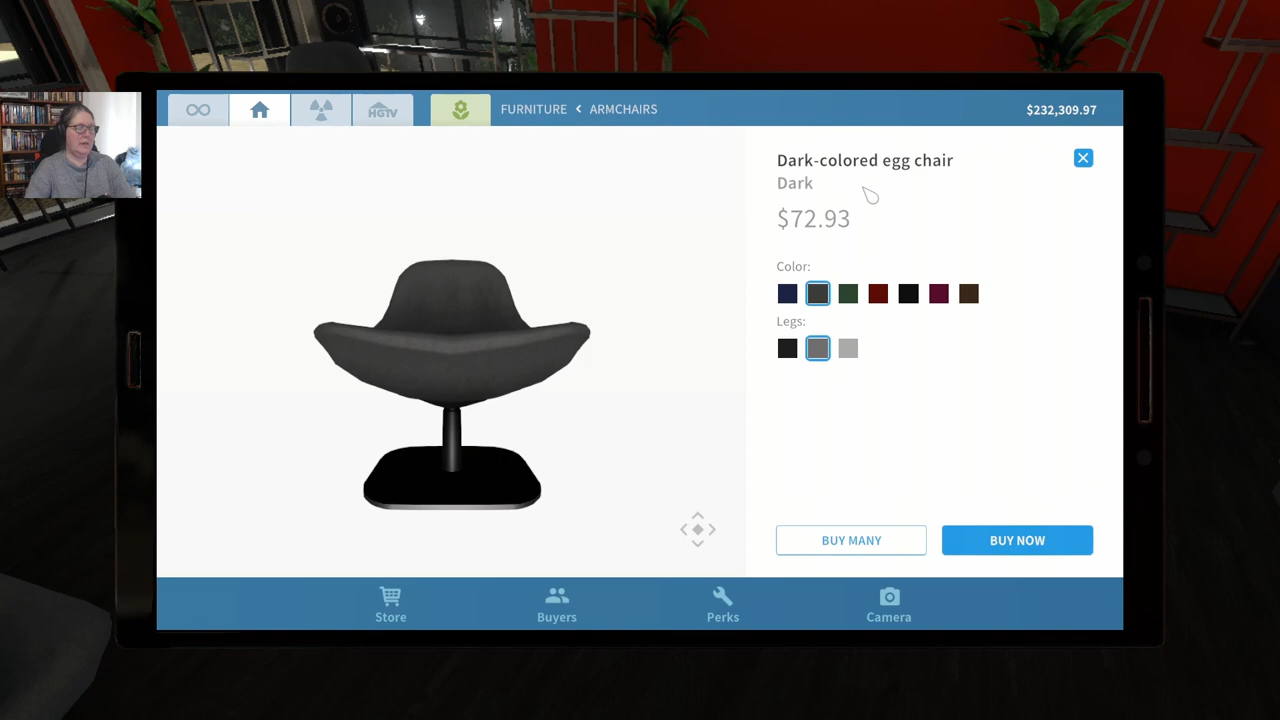 HGTV
FURNITURE < ARMCHAIRS
$232,309.97
Dark-colored egg chair
Dark
$72.93
Color:
Legs:
BUY MANY
BUY NOW
Store
Buyers
Perks
Camera